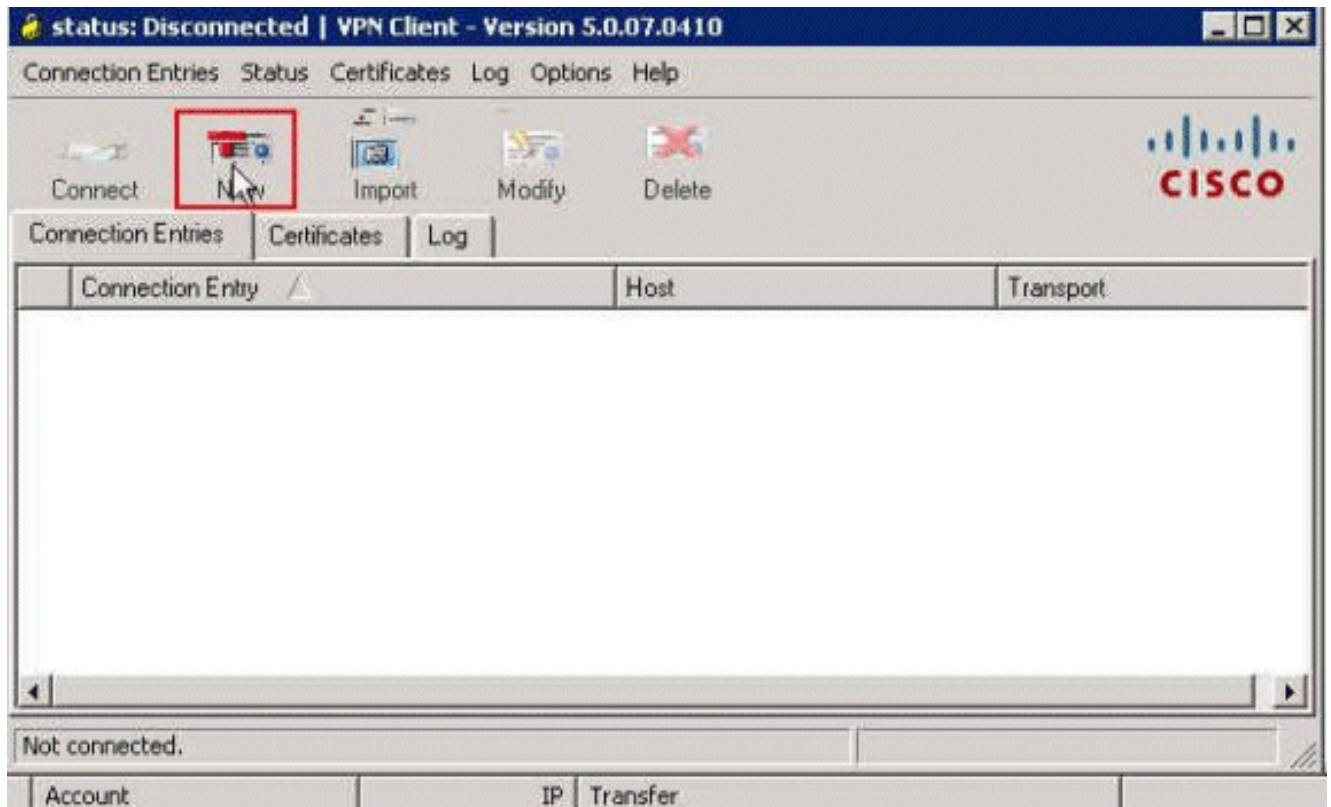 status: Disconnected | VPN Client - Version 5.0.07.0410
Connection Entries Status Certificates Log Options Help
Connect New Import Modify Delete
CISCO
Connection Entries Certificates Log
Connection Entry Host Transport
Not connected.
Account IP Transfer